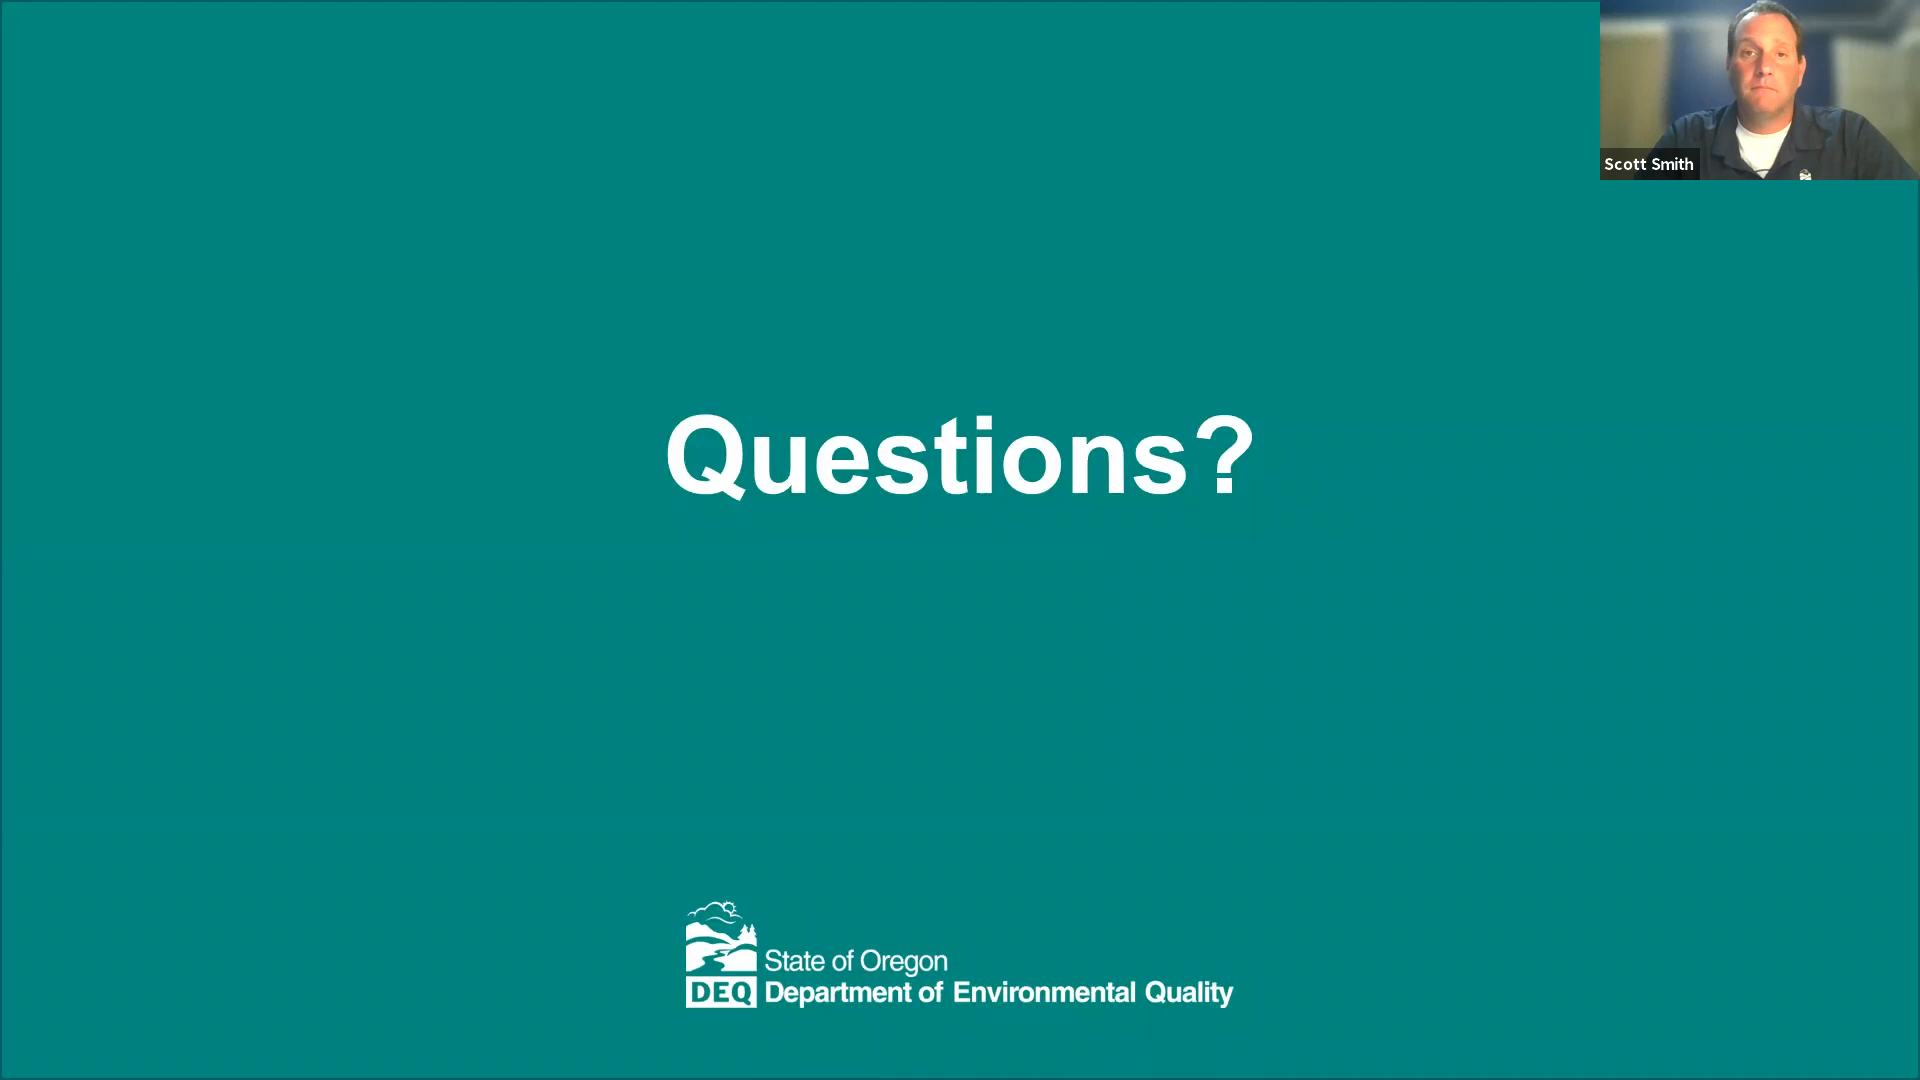 Scott Smith
Questions?
State of Oregon
DEQ Department of Environmental Quality